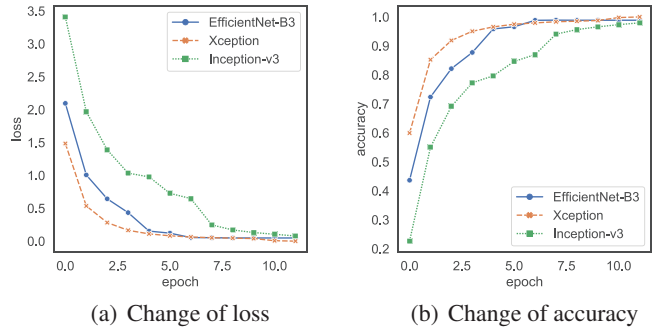 3.5
3.0
2.5
2.0
1.5
1.0
0.5
0.0
loss
EfficientNet-B3
Xception
Inception-v3
0.0 2.5 5.0 7.5 10.0
epoch
(a) Change of loss
1.0
0.9
0.8
0.7
0.6
0.5
0.4
0.3
0.2
accuracy
EfficientNet-B3
Xception
Inception-v3
0.0 2.5 5.0 7.5 10.0
epoch
(b) Change of accuracy